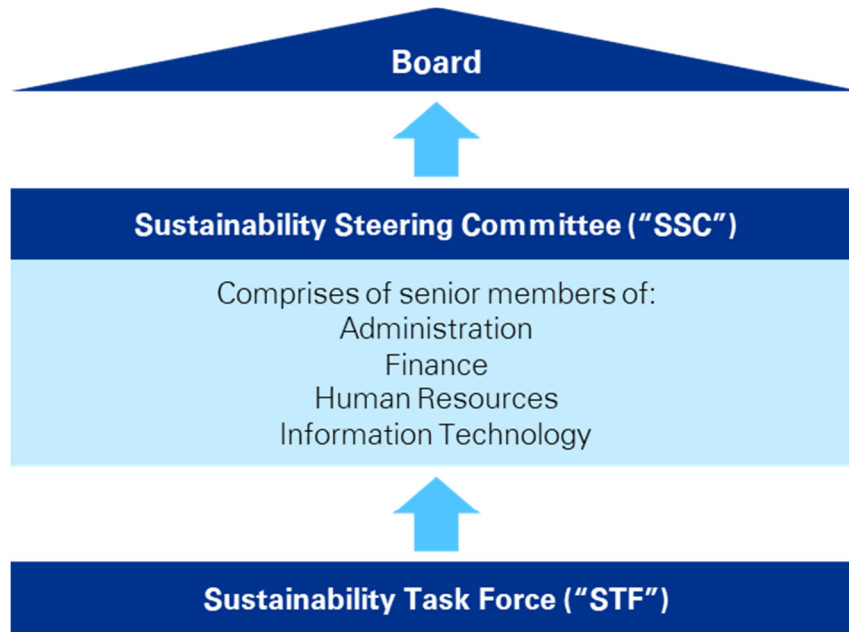 Board
Sustainability Steering Committee (“SSC”)
Comprises of senior members of:
Administration
Finance
Human Resources
Information Technology
Sustainability Task Force (“STF”)